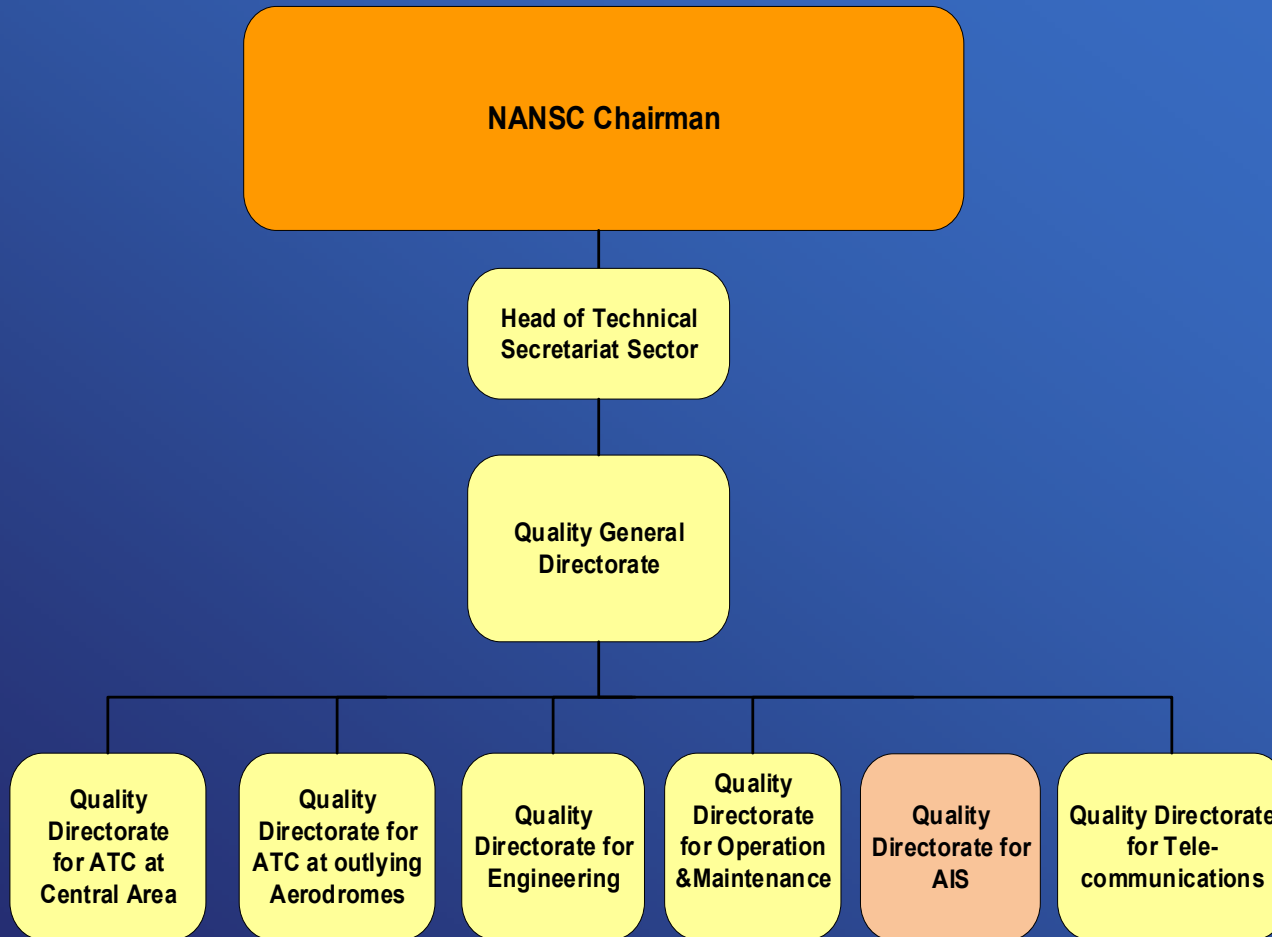 NANSC Chairman
Head of Technical
Secretariat Sector
Quality General
Directorate
Quality
Directorate
for ATC at
Central Area
Quality
Directorate for
ATC at outlying
Aerodromes
Quality
Directorate for
Engineering
Quality
Directorate
for Operation
&Maintenance
Quality
Directorate for
AIS
Quality Directorate
for Tele-
communications